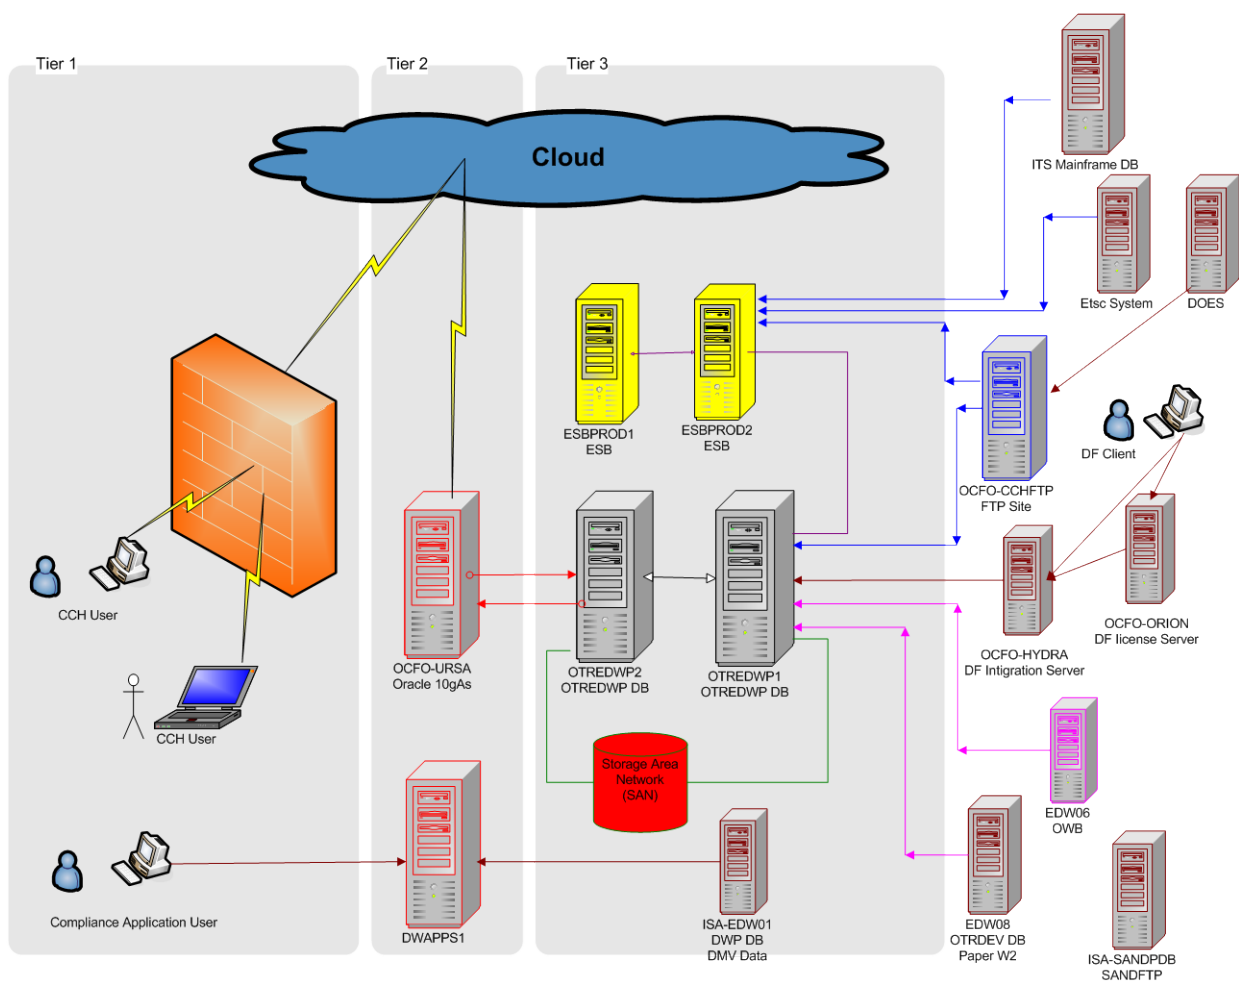 Tier 1
Tier 2
Tier 3
Cloud
ITS Mainframe DB
Etsc System
DOES
ESBPROD1
ESB
ESBPROD2
ESB
OCFO-CCHFTP
FTP Site
DF Client
CCH User
CCH User
OCFO-URSA
Oracle 10gAs
OTREDWP2
OTREDWP DB
OTREDWP1
OTREDWP DB
OCFO-HYDRA
DF Intigration Server
OCFO-ORION
DF license Server
Storage Area
Network
(SAN)
EDW06
OWB
Compliance Application User
DWAPPS1
ISA-EDW01
DWP DB
DMV Data
EDW08
OTRDEV DB
Paper W2
ISA-SANDPDB
SANDFTP